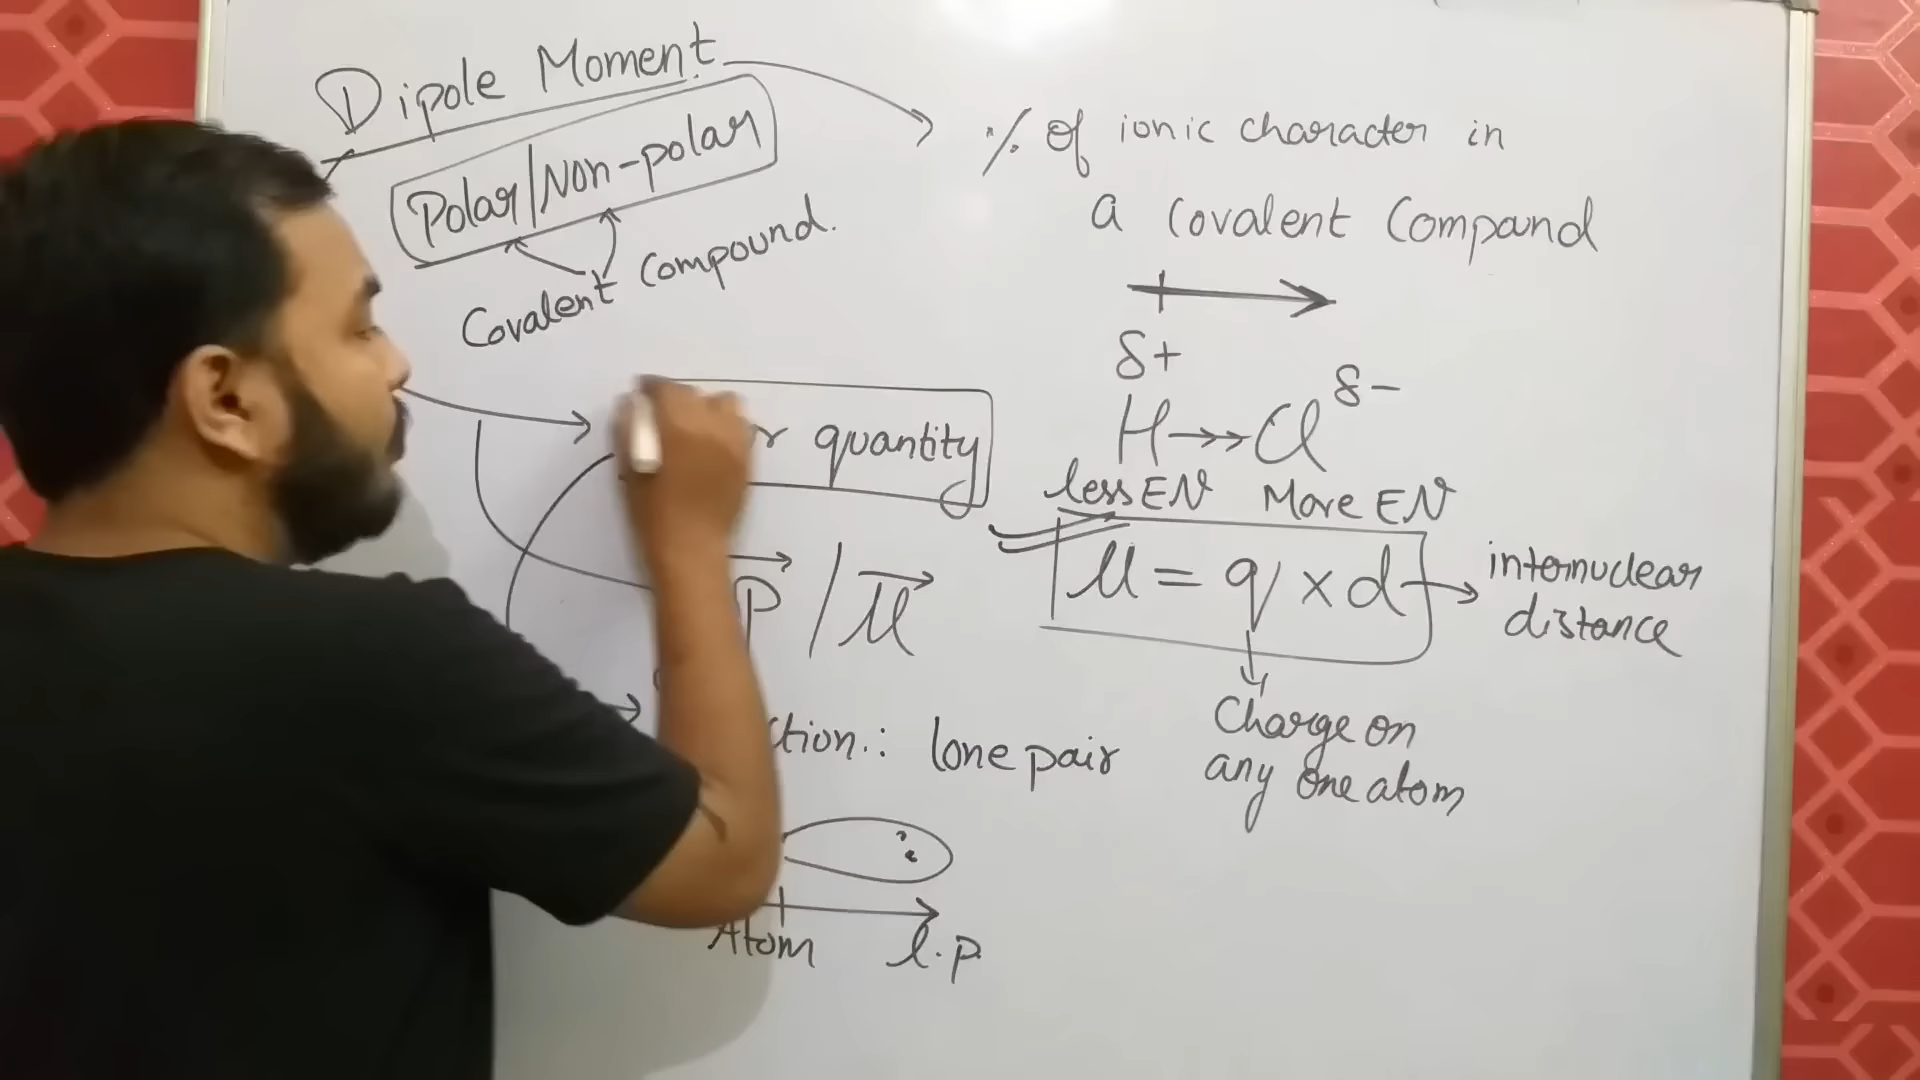 Dipole Moment
Polar/Non-polar
Covalent Compound.
% of ionic character in
a Covalent Compound
δ+
δ-
H→→Cl
less EN More EN
quantity
P / μ
μ = q × d
internuclear
distance
Charge on
any one atom
ction.: lone pair
Atom l.p.